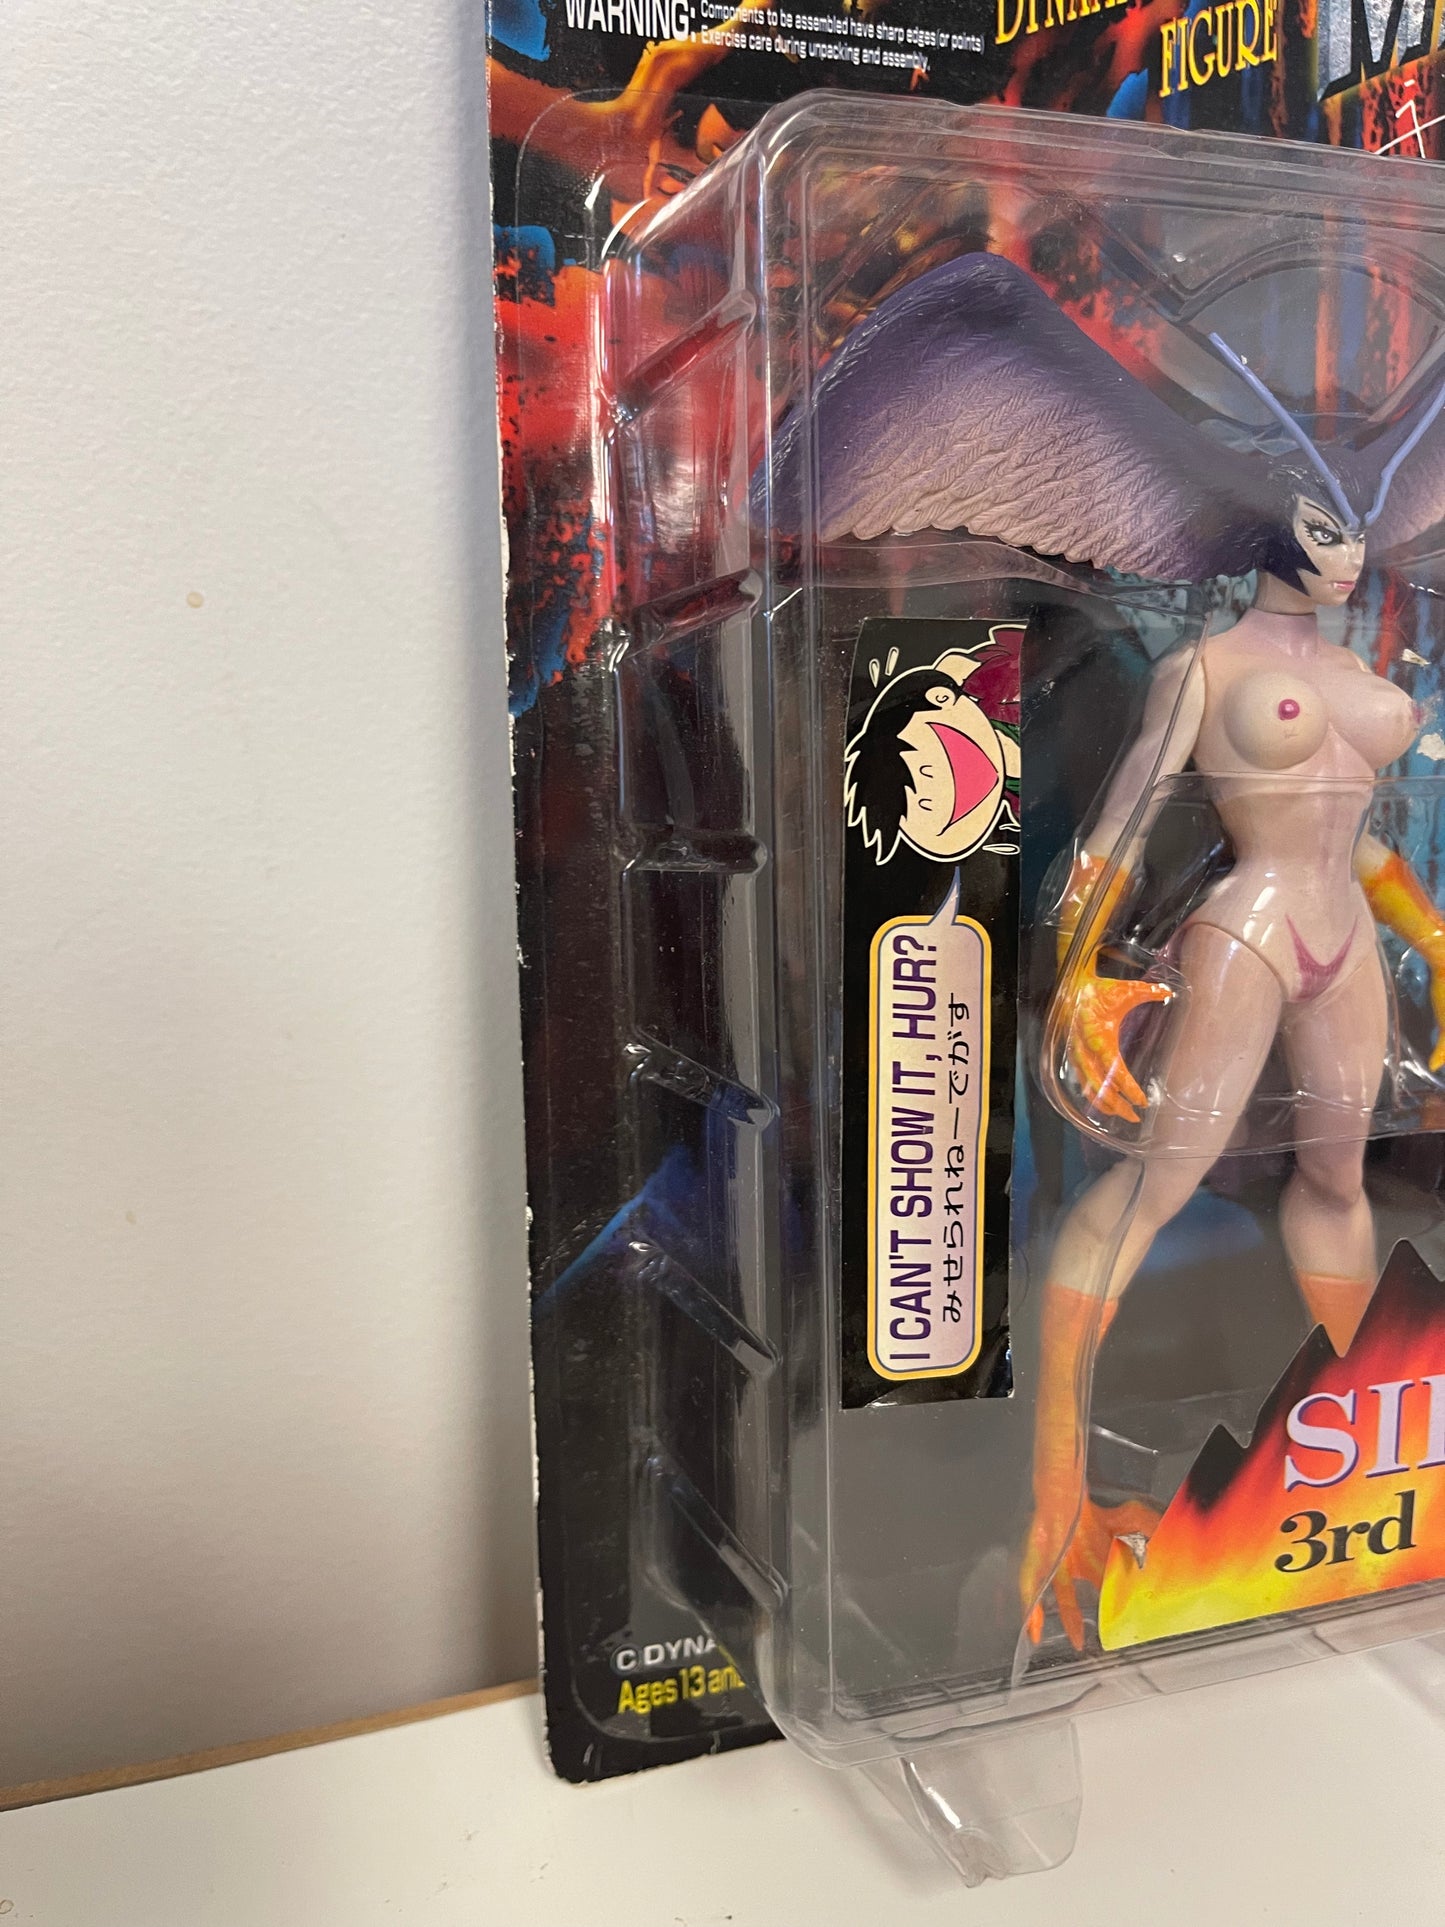 WARNING: Components to be assembled have sharp edges (or points)
Exercise care during unpacking and assembly.
FIGURE
I CAN'T SHOW IT, HUR?
みせられねーでがす
3rd
© DYNA
Ages 13 and